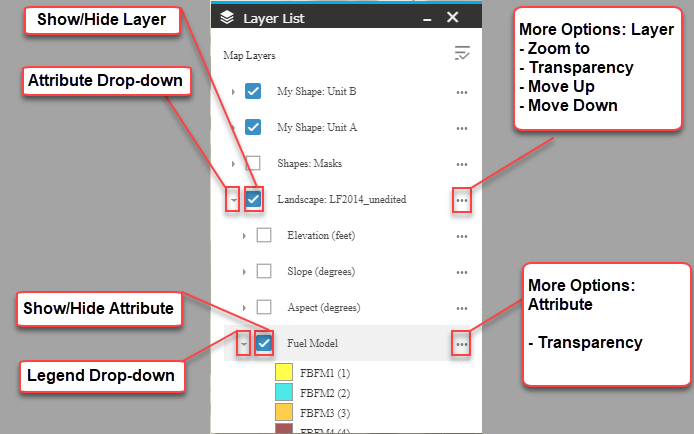 Show/Hide Layer
Attribute Drop-down
Layer List
Map Layers
My Shape: Unit B
My Shape: Unit A
Shapes: Masks
Landscape: LF2014_unedited
Elevation (feet)
Slope (degrees)
Aspect (degrees)
Fuel Model
FBFM1 (1)
FBFM2 (2)
FBFM3 (3)
FBFM4 (4)
More Options: Layer
- Zoom to
- Transparency
- Move Up
- Move Down
Show/Hide Attribute
Legend Drop-down
More Options:
Attribute
- Transparency